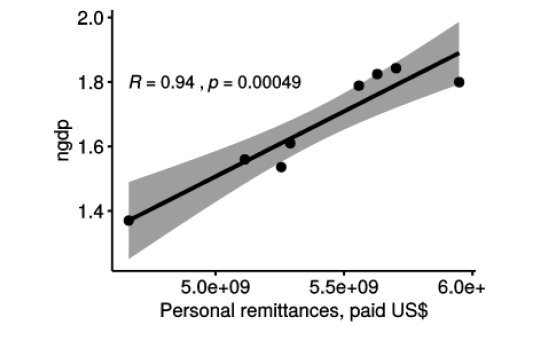 2.0
R = 0.94 , p = 0.00049
1.8
1.6
1.4
ngdp
5.0e+09 5.5e+09 6.0e+
Personal remittances, paid US$